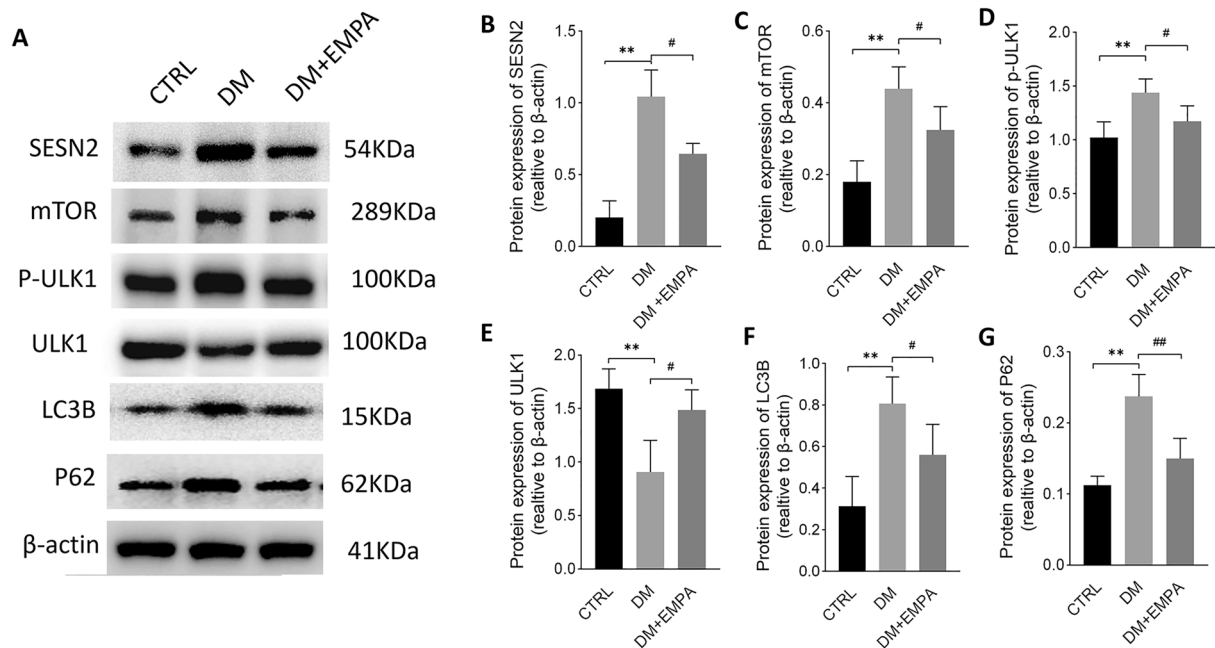 A
CTRL
DM
DM+EMPA
SESN2
54KDa
mTOR
289KDa
P-ULK1
100KDa
ULK1
100KDa
LC3B
15KDa
P62
62KDa
β-actin
41KDa
B
Protein expression of SESN2
(realtive to β-actin)
1.5
1.0
0.5
0.0
**
#
CTRL
DM
DM+EMPA
C
Protein expression of mTOR
(realtive to β-actin)
0.6
0.4
0.2
0.0
**
#
CTRL
DM
DM+EMPA
D
Protein expression of p-ULK1
(realtive to β-actin)
2.0
1.5
1.0
0.5
0.0
**
#
CTRL
DM
DM+EMPA
E
Protein expression of ULK1
(realtive to β-actin)
2.0
1.5
1.0
0.5
0.0
**
#
CTRL
DM
DM+EMPA
F
Protein expression of LC3B
(realtive to β-actin)
1.0
0.8
0.6
0.4
0.2
0.0
**
#
CTRL
DM
DM+EMPA
G
Protein expression of P62
(realtive to β-actin)
0.3
0.2
0.1
0.0
**
##
CTRL
DM
DM+EMPA